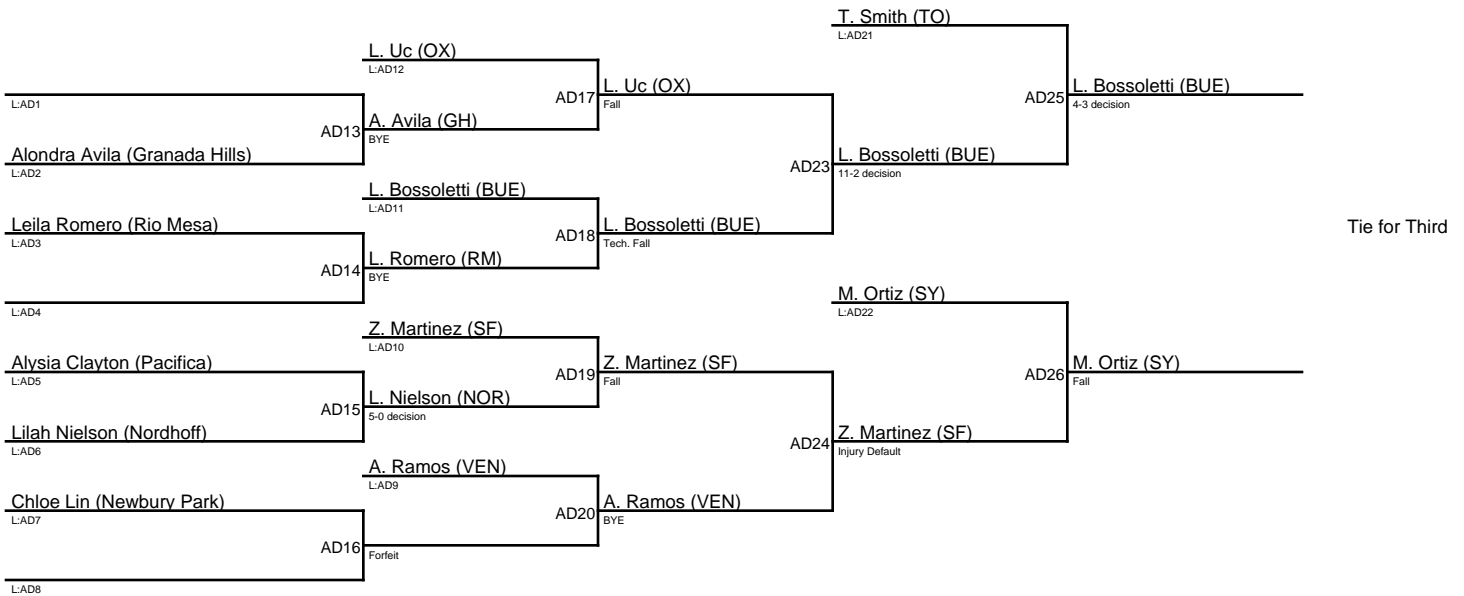 T. Smith (TO)
L:AD21
L. Uc (OX)
L:AD12
AD17
L. Uc (OX)
Fall
AD25
L. Bossoletti (BUE)
4-3 decision
L:AD1
AD13
A. Avila (GH)
BYE
Alondra Avila (Granada Hills)
L:AD2
AD23
L. Bossoletti (BUE)
11-2 decision
L. Bossoletti (BUE)
L:AD11
Leila Romero (Rio Mesa)
L:AD3
AD18
L. Bossoletti (BUE)
Tech. Fall
Tie for Third
AD14
L. Romero (RM)
BYE
L:AD4
M. Ortiz (SY)
L:AD22
Z. Martinez (SF)
L:AD10
Alysia Clayton (Pacifica)
L:AD5
AD19
Z. Martinez (SF)
Fall
AD26
M. Ortiz (SY)
Fall
AD15
L. Nielson (NOR)
5-0 decision
Lilah Nielson (Nordhoff)
L:AD6
AD24
Z. Martinez (SF)
Injury Default
A. Ramos (VEN)
L:AD9
Chloe Lin (Newbury Park)
L:AD7
AD20
A. Ramos (VEN)
BYE
AD16
Forfeit
L:AD8